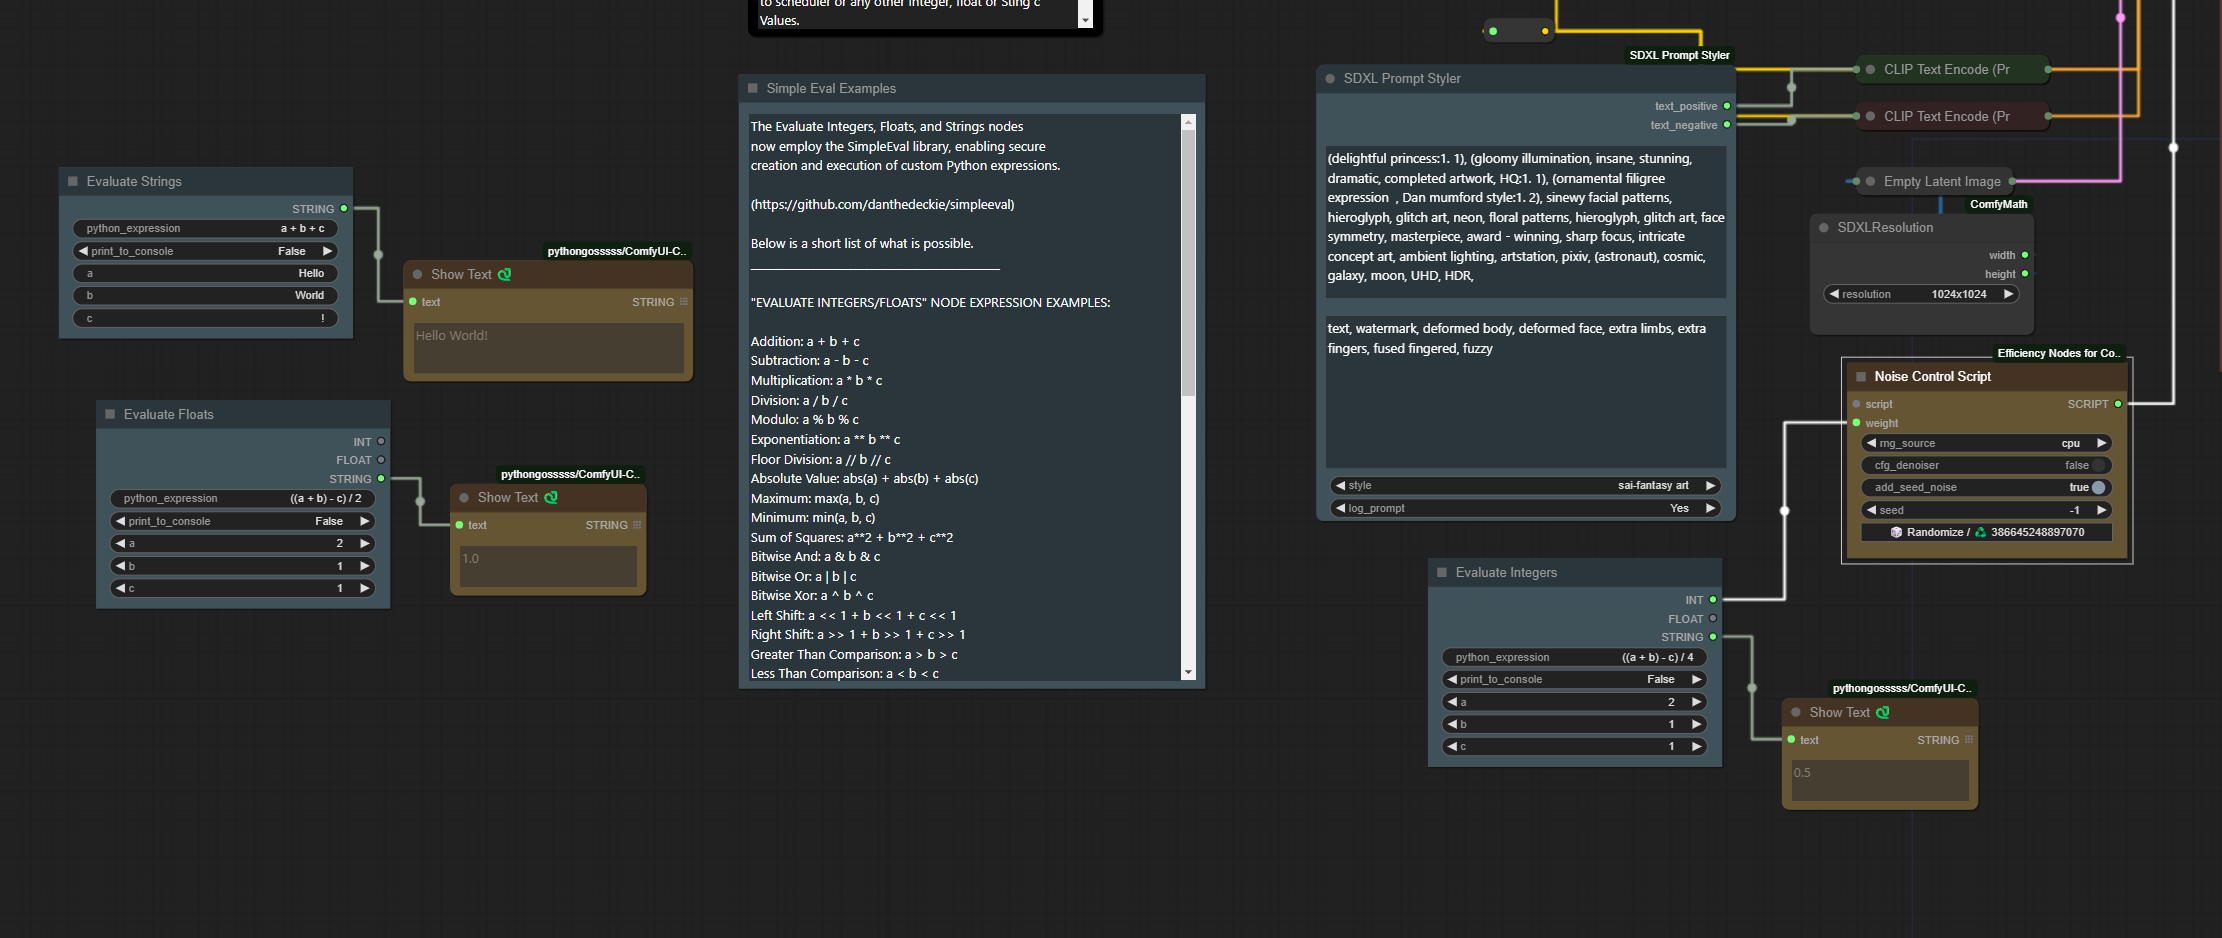 to scheduler or any other integer, float or Sting c
Values.
Simple Eval Examples
The Evaluate Integers, Floats, and Strings nodes
now employ the SimpleEval library, enabling secure
creation and execution of custom Python expressions.
(https://github.com/danthedeckie/simpleeval)
Below is a short list of what is possible.
"EVALUATE INTEGERS/FLOATS" NODE EXPRESSION EXAMPLES:
Addition: a + b + c
Subtraction: a - b - c
Multiplication: a * b * c
Division: a / b / c
Modulo: a % b % c
Exponentiation: a ** b ** c
Floor Division: a // b // c
Absolute Value: abs(a) + abs(b) + abs(c)
Maximum: max(a, b, c)
Minimum: min(a, b, c)
Sum of Squares: a**2 + b**2 + c**2
Bitwise And: a & b & c
Bitwise Or: a | b | c
Bitwise Xor: a ^ b ^ c
Left Shift: a << 1 + b << 1 + c << 1
Right Shift: a >> 1 + b >> 1 + c >> 1
Greater Than Comparison: a > b > c
Less Than Comparison: a < b < c
Evaluate Strings
STRING
python_expression a + b + c
print_to_console False
a Hello
b World
c !
pythongosssss/ComfyUI-C..
Show Text
text STRING
Hello World!
Evaluate Floats
INT
FLOAT
STRING
python_expression ((a + b) - c) / 2
print_to_console False
a 2
b 1
c 1
pythongosssss/ComfyUI-C..
Show Text
text STRING
1.0
SDXL Prompt Styler
SDXL Prompt Styler
text_positive
text_negative
(delightful princess:1. 1), (gloomy illumination, insane, stunning,
dramatic, completed artwork, HQ:1. 1), (ornamental filigree
expression , Dan mumford style:1. 2), sinewy facial patterns,
hieroglyph, glitch art, neon, floral patterns, hieroglyph, glitch art, face
symmetry, masterpiece, award - winning, sharp focus, intricate
concept art, ambient lighting, artstation, pixiv, (astronaut), cosmic,
galaxy, moon, UHD, HDR,
text, watermark, deformed body, deformed face, extra limbs, extra
fingers, fused fingered, fuzzy
style sai-fantasy art
log_prompt Yes
CLIP Text Encode (Pr
CLIP Text Encode (Pr
Empty Latent Image
ComfyMath
SDXLResolution
width
height
resolution 1024x1024
Efficiency Nodes for Co..
Noise Control Script
script SCRIPT
weight
rng_source cpu
cfg_denoiser false
add_seed_noise true
seed -1
Randomize / 386645248897070
Evaluate Integers
INT
FLOAT
STRING
python_expression ((a + b) - c) / 4
print_to_console False
a 2
b 1
c 1
pythongosssss/ComfyUI-C..
Show Text
text STRING
0.5